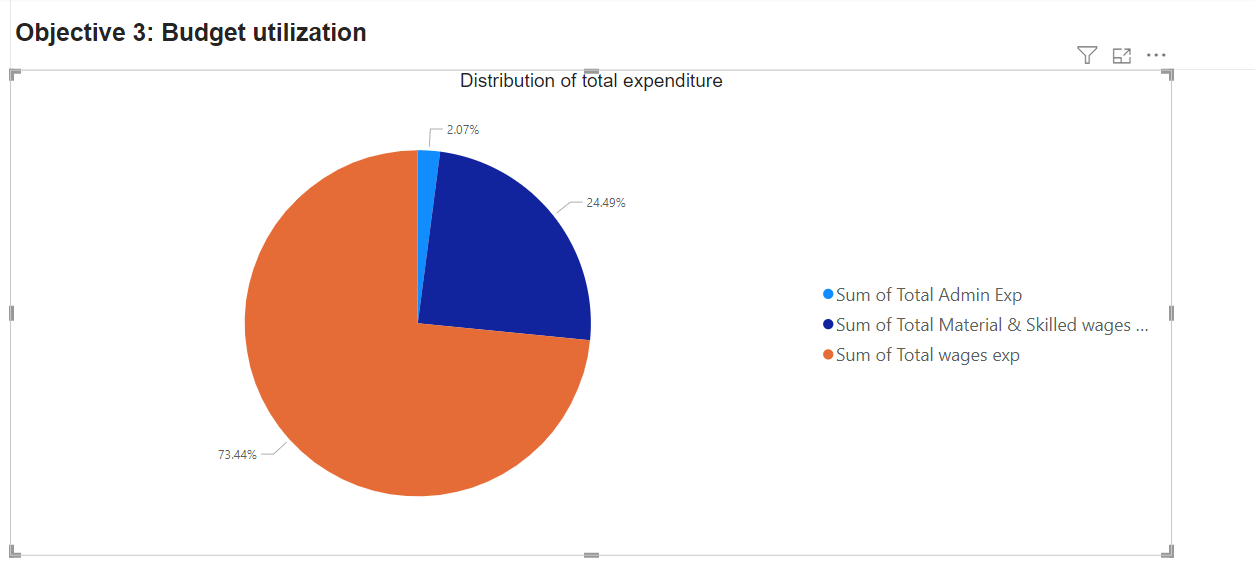 Objective 3: Budget utilization
Distribution of total expenditure
2.07%
24.49%
Sum of Total Admin Exp
Sum of Total Material & Skilled wages ...
Sum of Total wages exp
73.44%